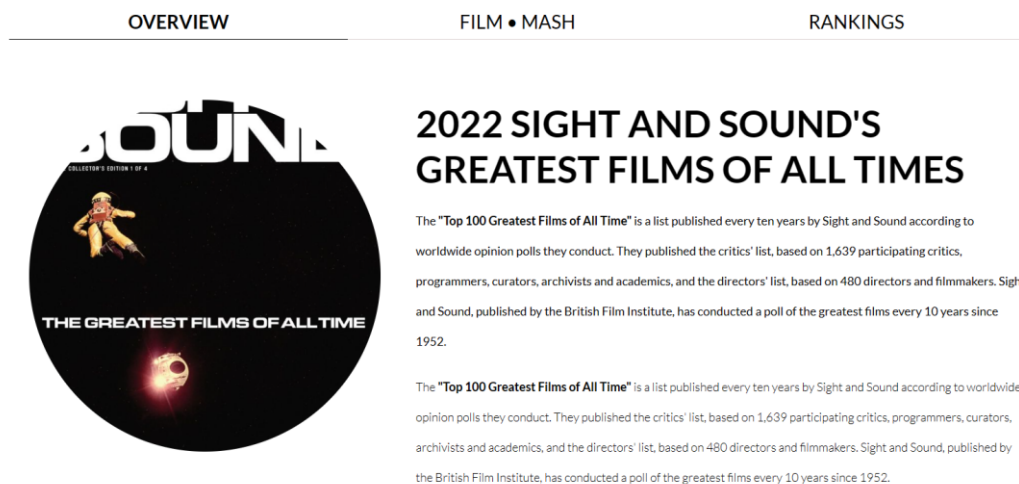 OVERVIEW
FILM • MASH
RANKINGS
SOUND
COLLECTOR'S EDITION 1 OF 4
THE GREATEST FILMS OF ALL TIME
2022 SIGHT AND SOUND'S
GREATEST FILMS OF ALL TIMES
The "Top 100 Greatest Films of All Time" is a list published every ten years by Sight and Sound according to
worldwide opinion polls they conduct. They published the critics' list, based on 1,639 participating critics,
programmers, curators, archivists and academics, and the directors' list, based on 480 directors and filmmakers. Sigh
and Sound, published by the British Film Institute, has conducted a poll of the greatest films every 10 years since
1952.
The "Top 100 Greatest Films of All Time" is a list published every ten years by Sight and Sound according to worldwide
opinion polls they conduct. They published the critics' list, based on 1,639 participating critics, programmers, curators,
archivists and academics, and the directors' list, based on 480 directors and filmmakers. Sight and Sound, published by
the British Film Institute, has conducted a poll of the greatest films every 10 years since 1952.